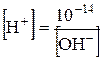 [H⁺] = 10⁻¹⁴ / [OH⁻]